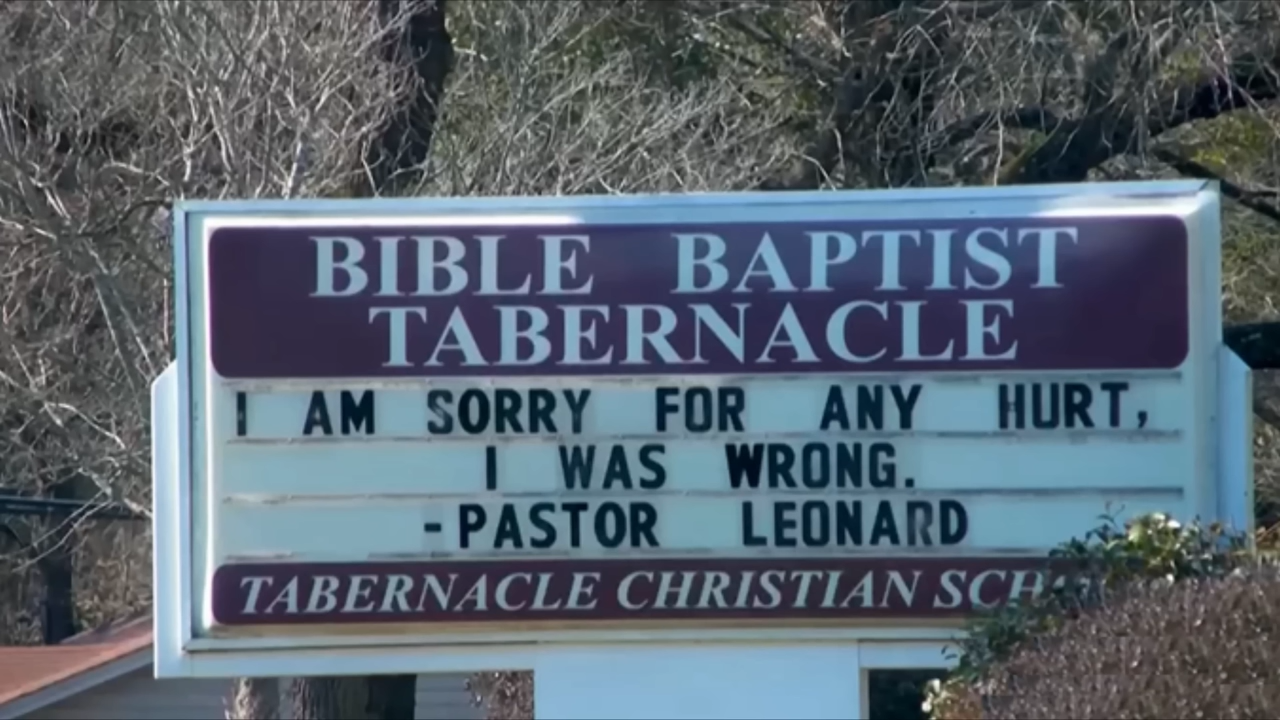 BIBLE BAPTIST
TABERNACLE
I AM SORRY FOR ANY HURT,
I WAS WRONG.
-PASTOR LEONARD
TABERNACLE CHRISTIAN